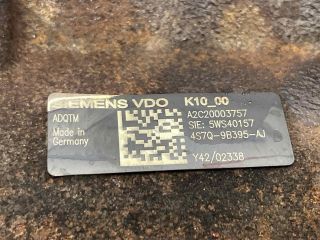 SIEMENS VDO K10_00
ADQTM A2C20003757
Made in SIE: 5WS40157
Germany 4S7Q-9B395-AJ
Y42/02338